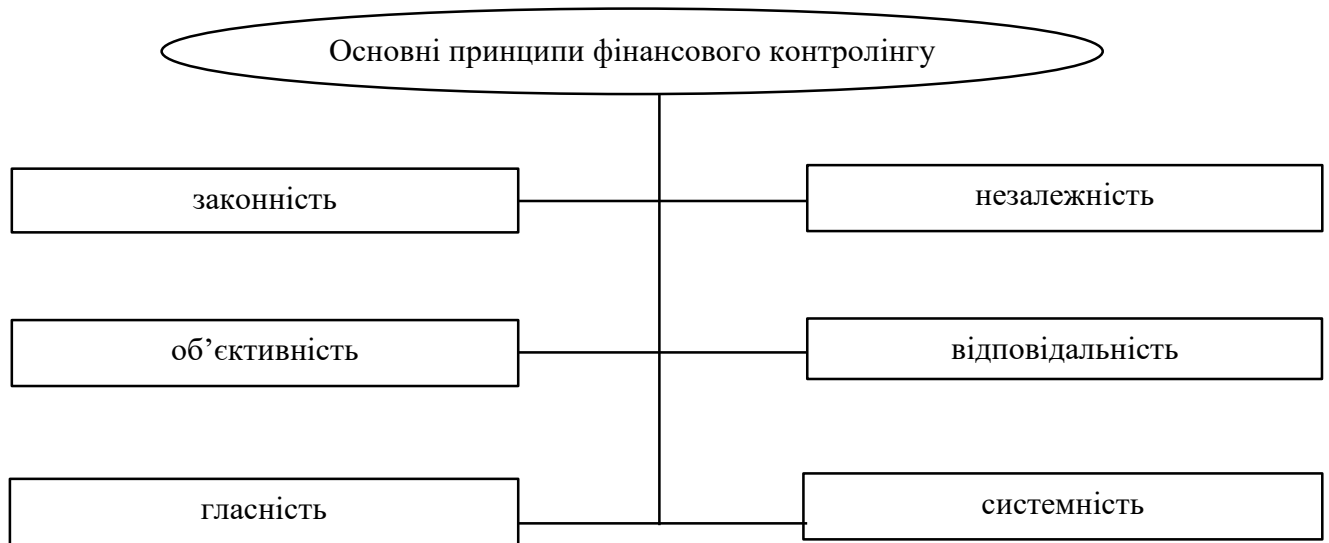 Основні принципи фінансового контролінгу
законність
незалежність
об’єктивність
відповідальність
гласність
системність